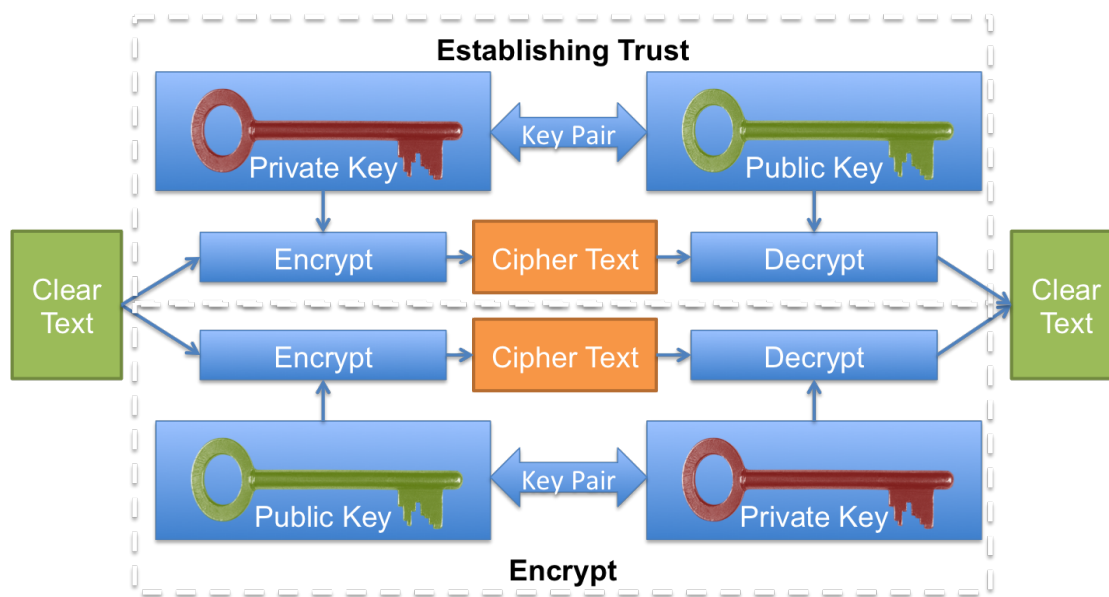 Establishing Trust
Private Key
Key Pair
Public Key
Encrypt
Cipher Text
Decrypt
Clear
Text
Clear
Text
Encrypt
Cipher Text
Decrypt
Public Key
Key Pair
Private Key
Encrypt